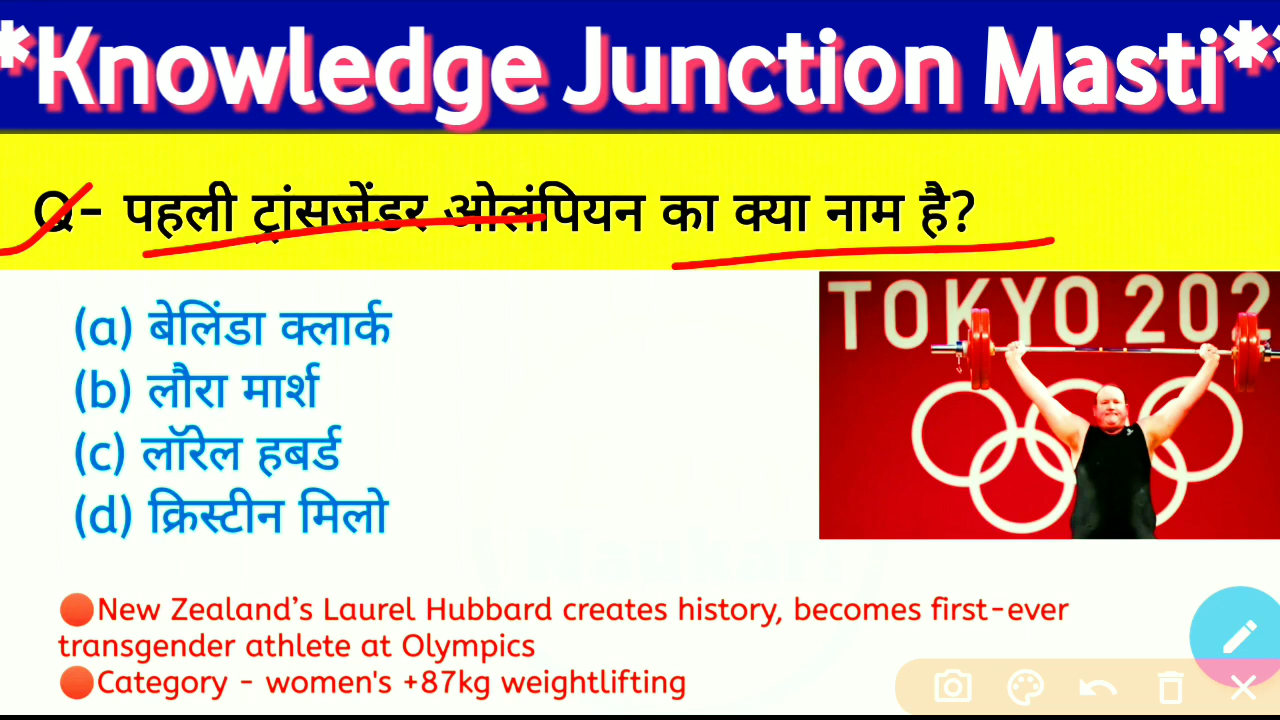 *Knowledge Junction Masti**
Q- पहली ट्रांसजेंडर ओलंपियन का क्या नाम है?
TOKYO 202
(a) बेलिंडा क्लार्क
(b) लौरा मार्श
(c) लॉरेल हबर्ड
(d) क्रिस्टीन मिलो
🔴New Zealand’s Laurel Hubbard creates history, becomes first-ever
transgender athlete at Olympics
🔴Category - women's +87kg weightlifting